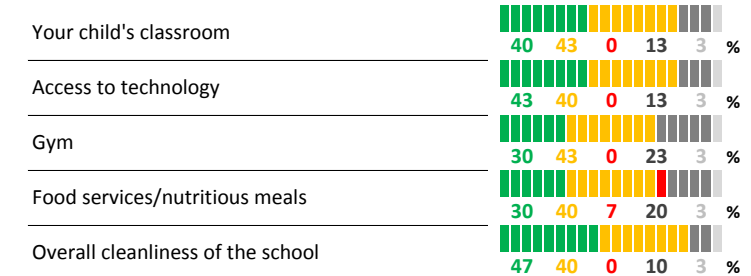 Your child's classroom
40 43 0 13 3 %
Access to technology
43 40 0 13 3 %
Gym
30 43 0 23 3 %
Food services/nutritious meals
30 40 7 20 3 %
Overall cleanliness of the school
47 40 0 10 3 %